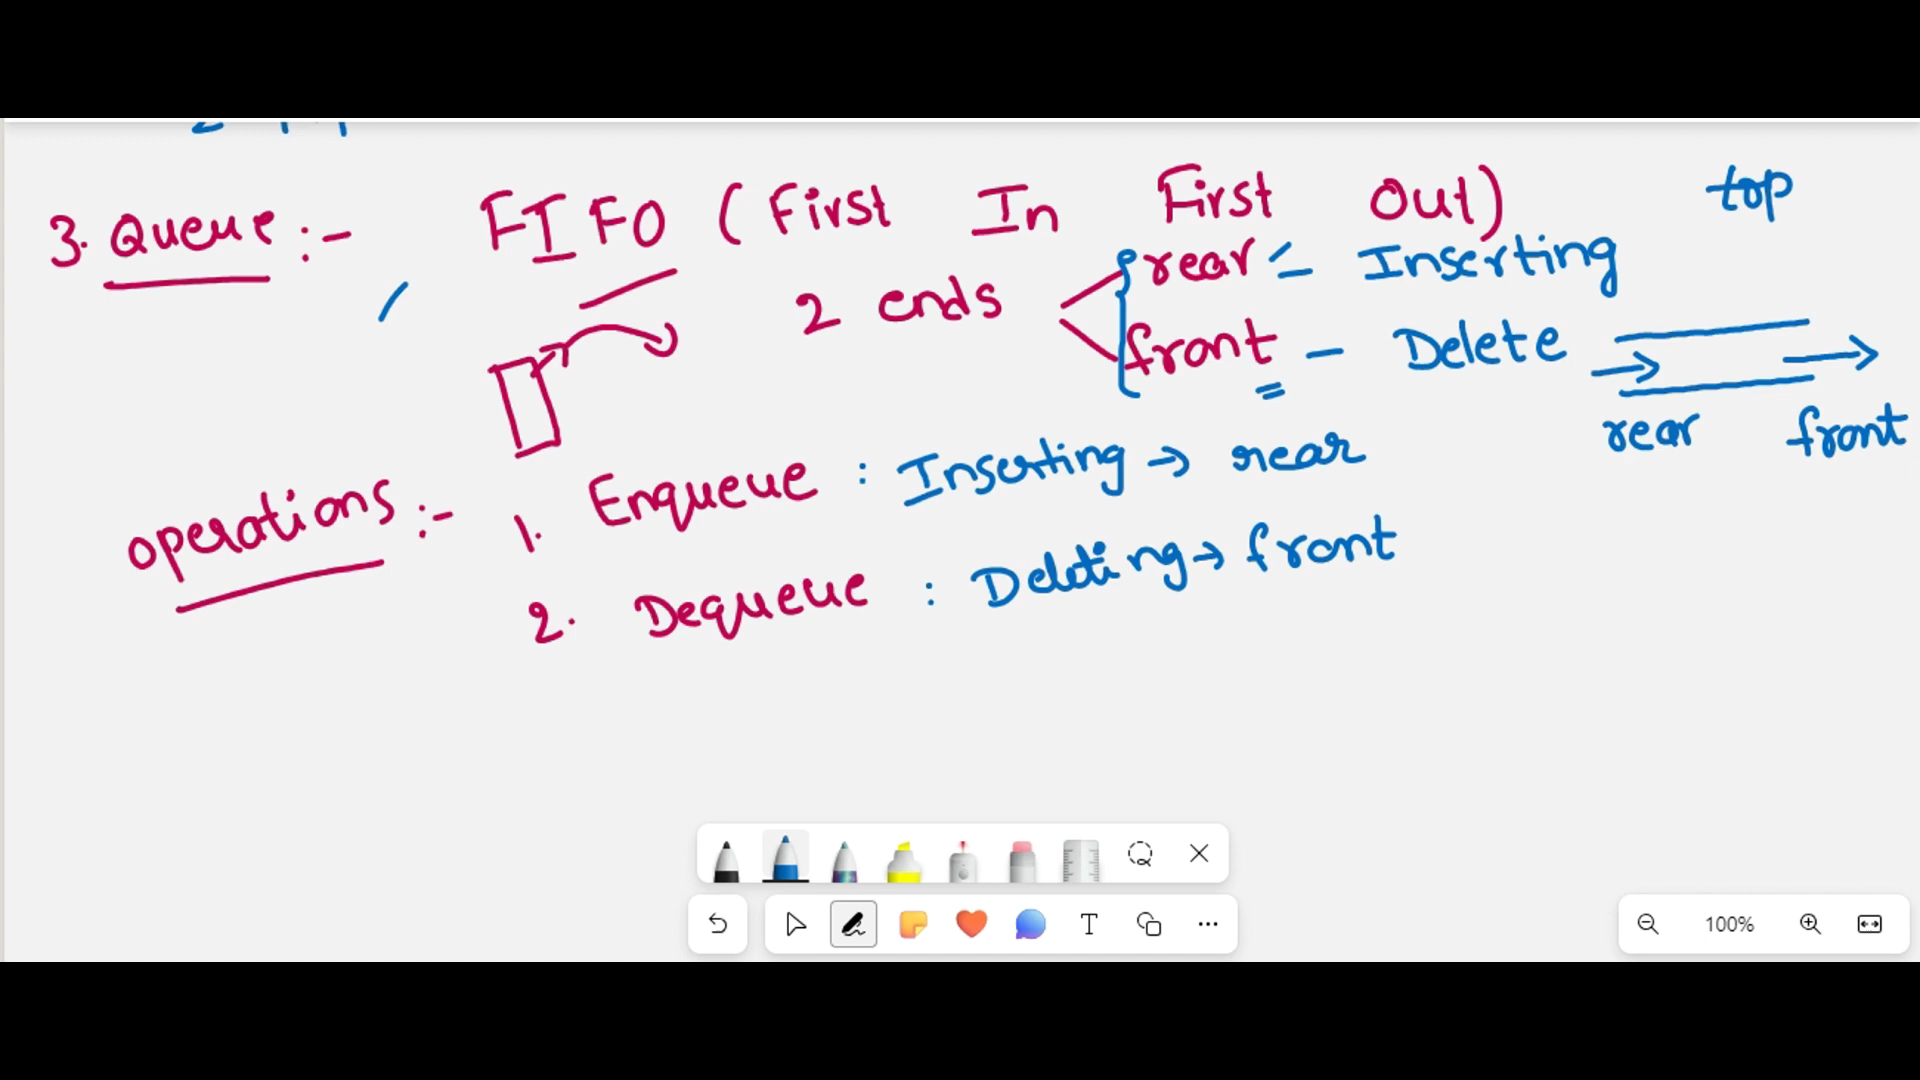 3. Queue :- FIFO (First In First Out) top
2 ends rear - Inserting
front - Delete
rear front
operations :- 1. Enqueue : Inserting → rear
2. Dequeue : Deleting → front
100%